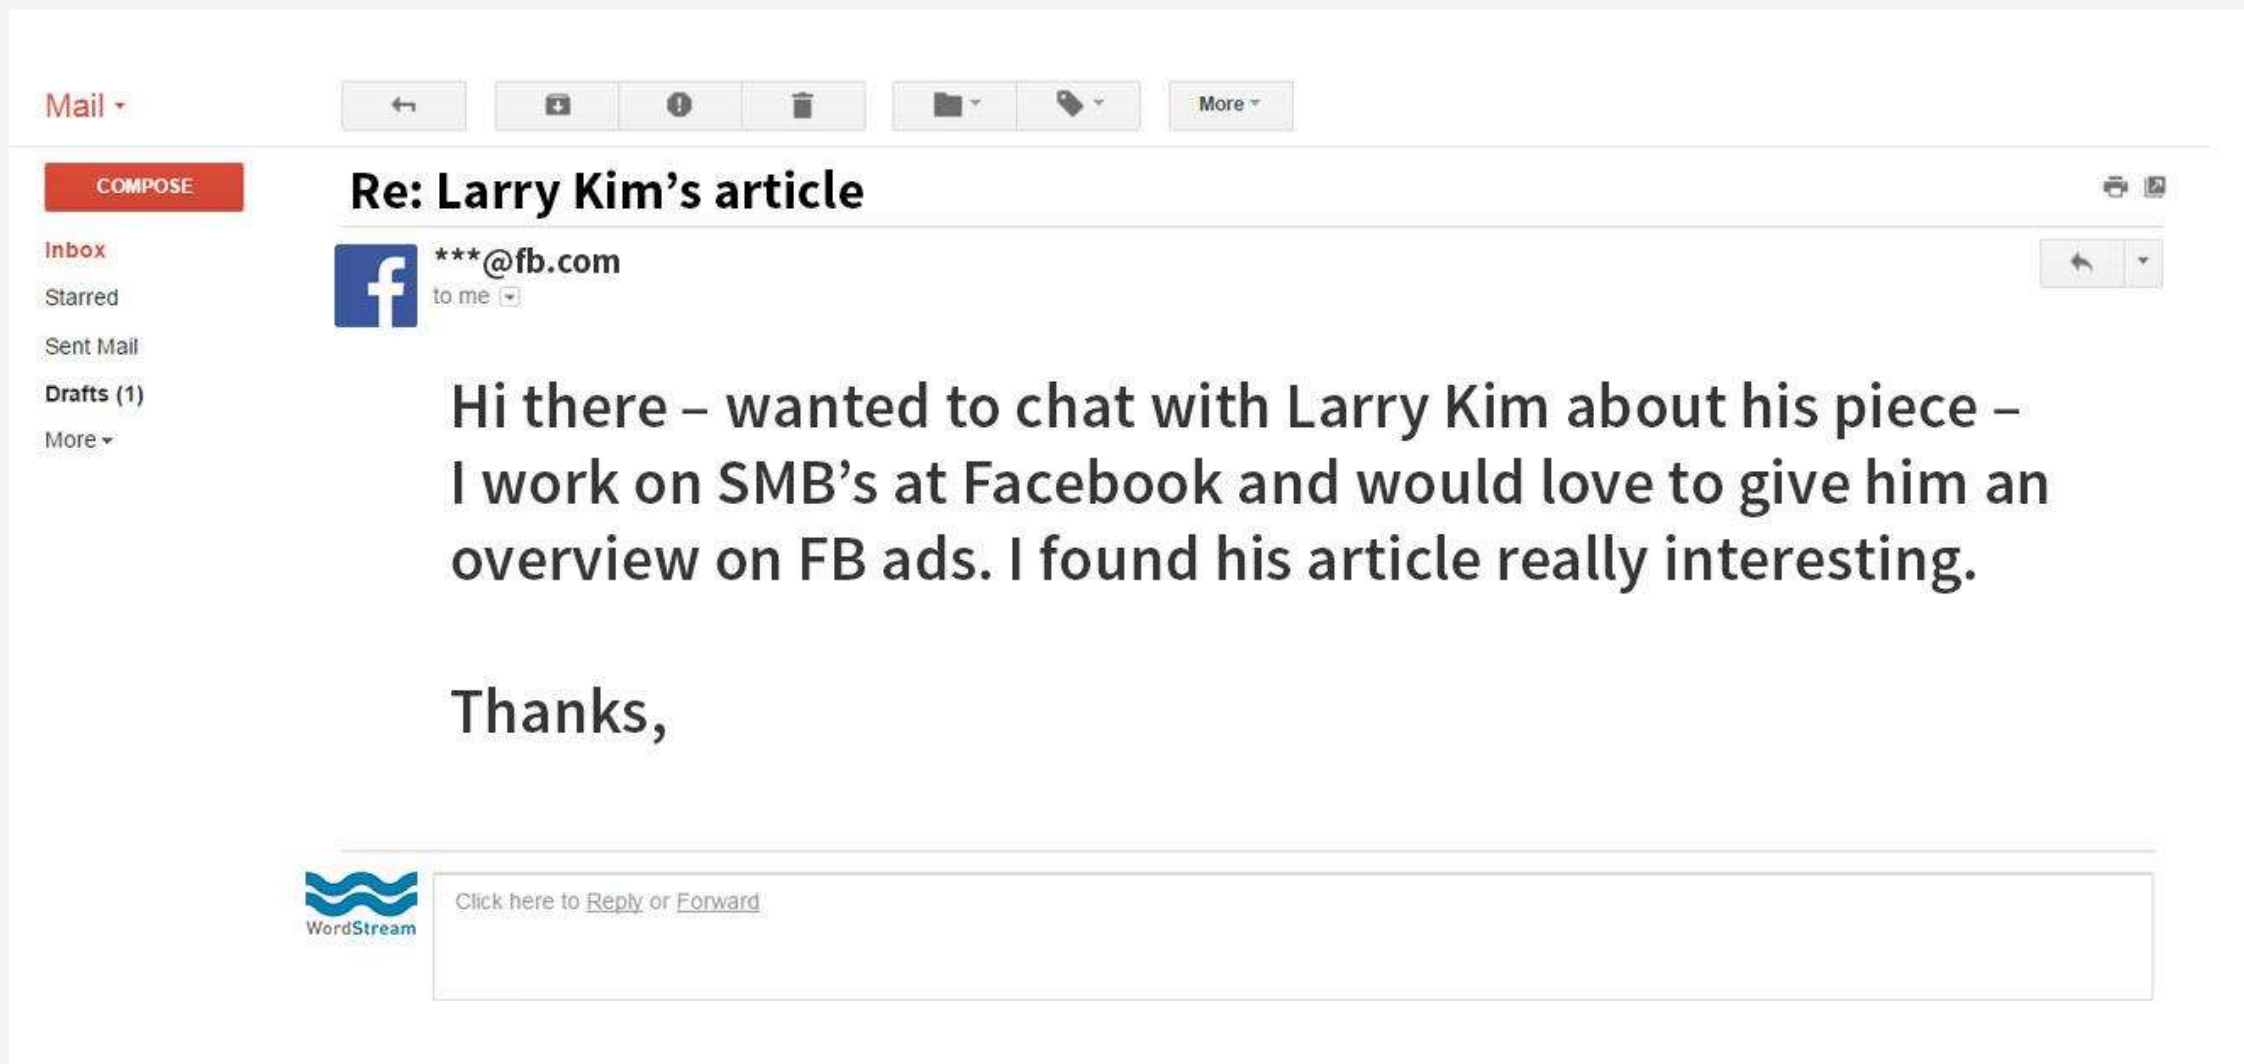 Mail
More
COMPOSE
Re: Larry Kim’s article
Inbox
Starred
Sent Mail
Drafts (1)
More
***@fb.com
to me
Hi there – wanted to chat with Larry Kim about his piece –
I work on SMB’s at Facebook and would love to give him an
overview on FB ads. I found his article really interesting.
Thanks,
WordStream
Click here to Reply or Forward